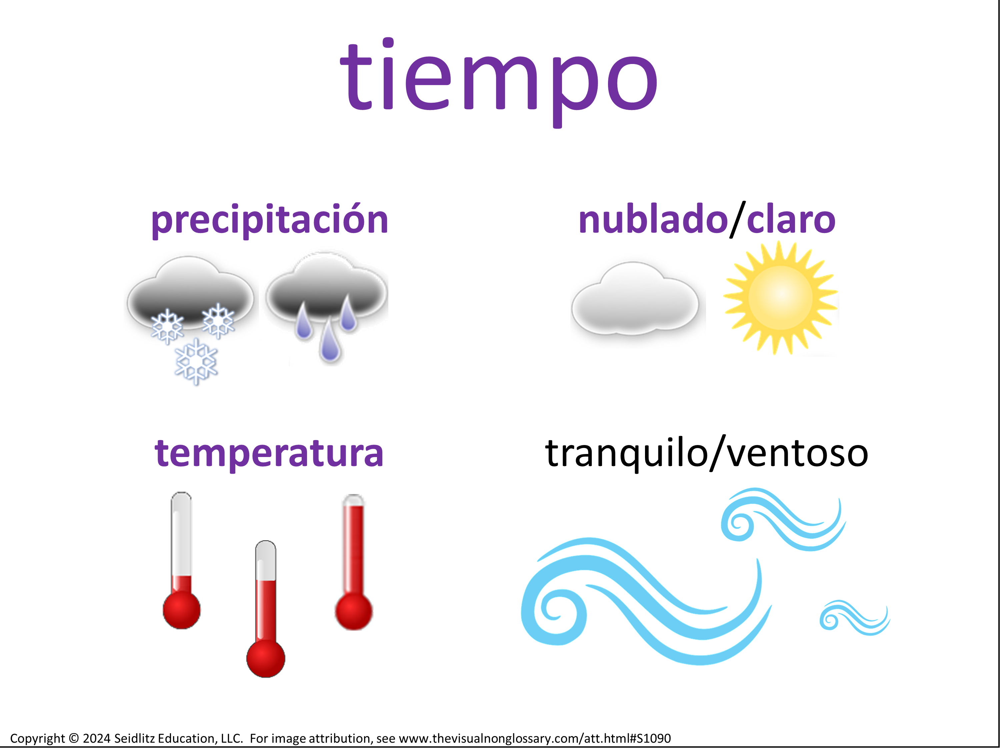 tiempo
precipitación
nublado/claro
temperatura
tranquilo/ventoso
Copyright © 2024 Seidlitz Education, LLC.  For image attribution, see www.thevisualnonglossary.com/att.html#S1090